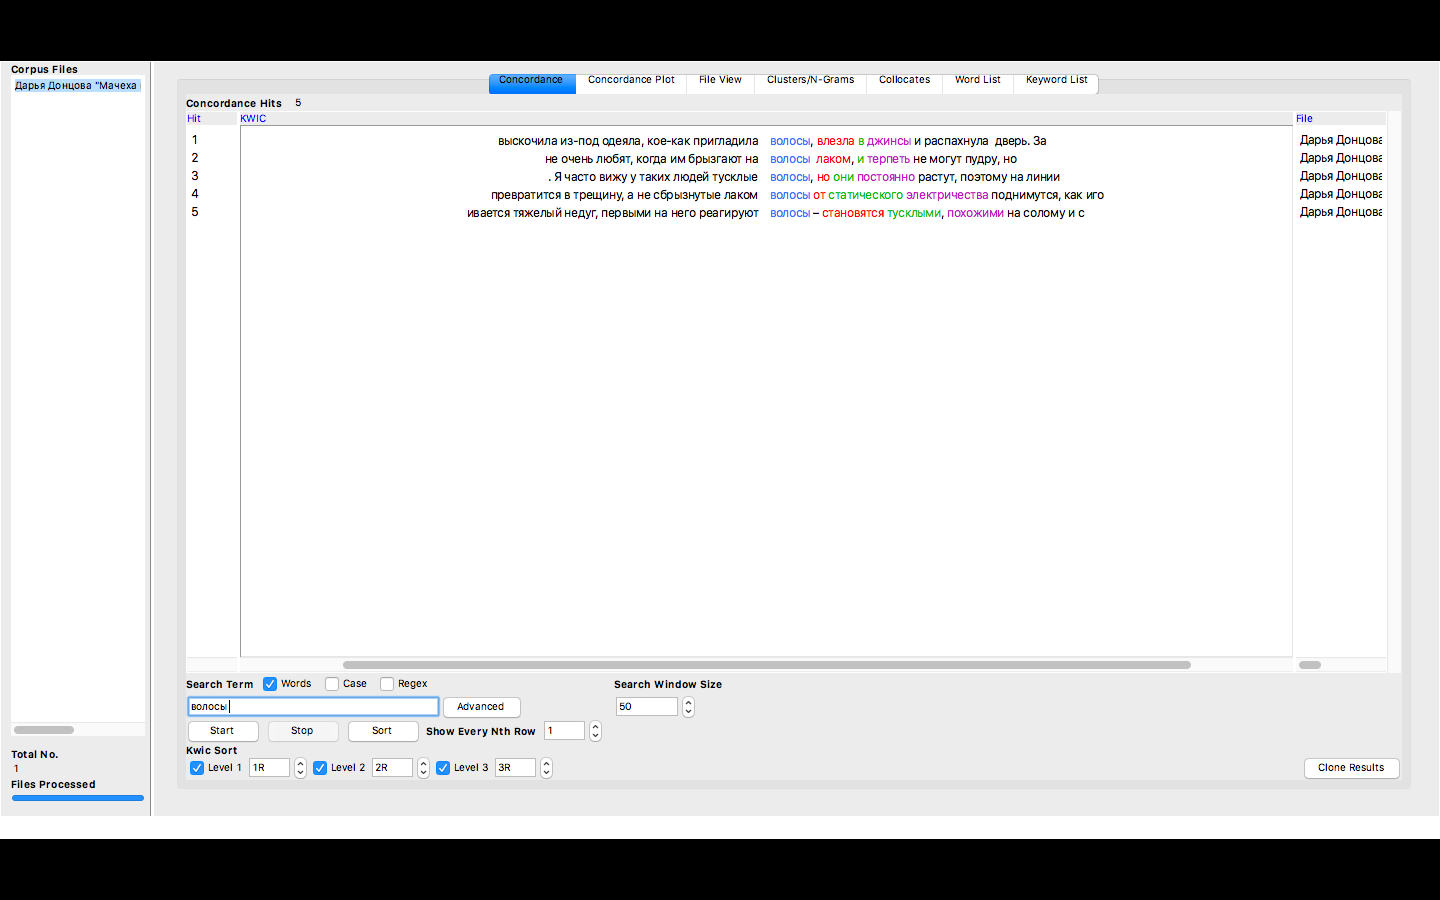 Corpus Files
Дарья Донцова "Мачеха
Concordance Concordance Plot File View Clusters/N-Grams Collocates Word List Keyword List
Concordance Hits 5
Hit KWIC File
1 выскочила из-под одеяла, кое-как пригладила волосы, влезла в джинсы и распахнула дверь. За Дарья Донцова
2 не очень любят, когда им брызгают на волосы лаком, и терпеть не могут пудру, но Дарья Донцова
3 . Я часто вижу у таких людей тусклые волосы, но они постоянно растут, поэтому на линии Дарья Донцова
4 превратится в трещину, а не сбрызнутые лаком волосы от статического электричества поднимутся, как иго Дарья Донцова
5 ивается тяжелый недуг, первыми на него реагируют волосы – становятся тусклыми, похожими на солому и с Дарья Донцова
Search Term Words Case Regex Search Window Size
волосы Advanced 50
Start Stop Sort Show Every Nth Row 1
Kwic Sort
Level 1 1R Level 2 2R Level 3 3R Clone Results
Total No.
1
Files Processed